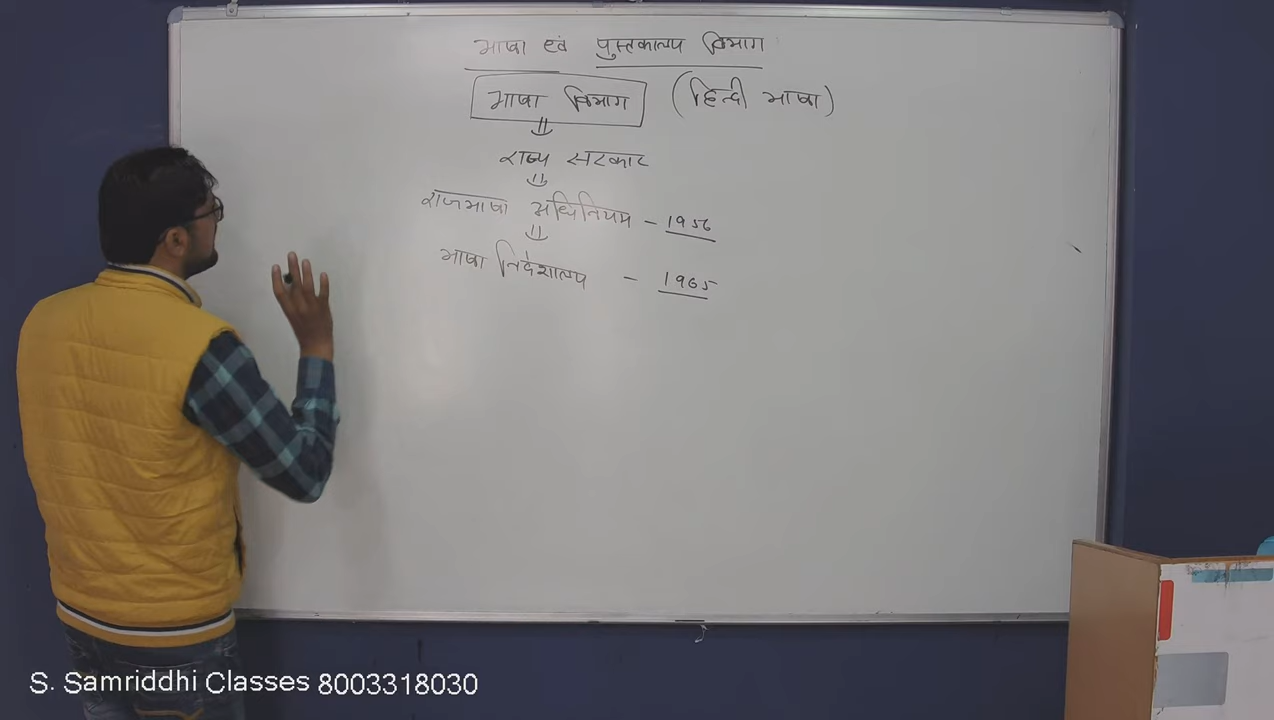 भाषा एवं पुस्तकालय विभाग
भाषा विभाग (हिन्दी भाषा)
राज्य सरकार
राजभाषा अधिनियम - 1956
भाषा निदेशालय - 1965
S. Samriddhi Classes 8003318030